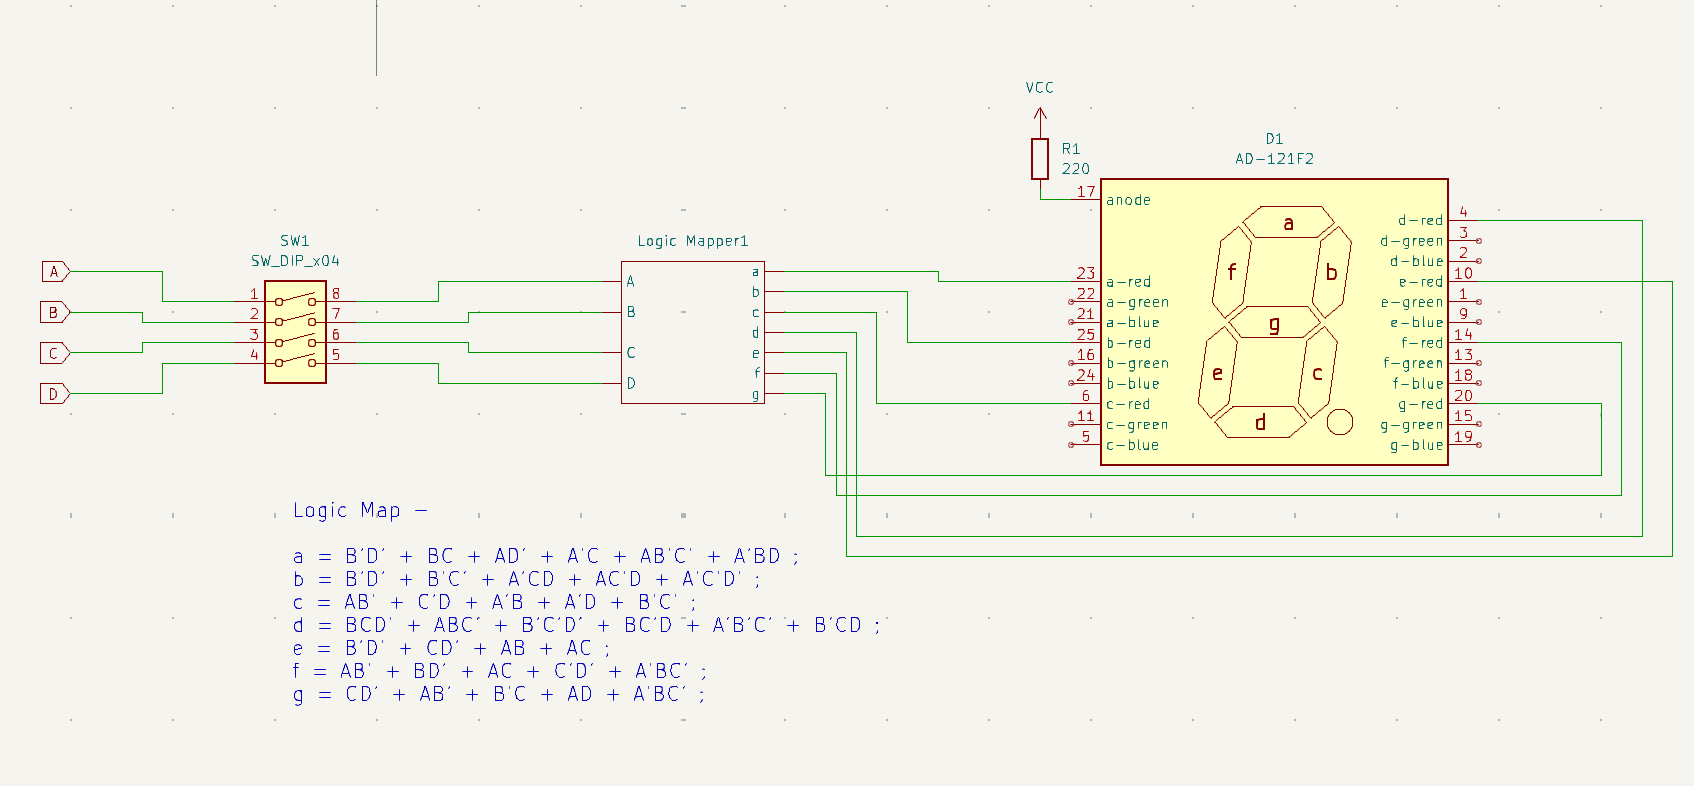 VCC
R1
220
D1
AD-121F2
17
anode
a
f
b
g
e
c
d
23
a-red
22
a-green
21
a-blue
25
b-red
16
b-green
24
b-blue
6
c-red
11
c-green
5
c-blue
d-red
4
d-green
3
d-blue
2
e-red
10
e-green
1
e-blue
9
f-red
14
f-green
13
f-blue
18
g-red
20
g-green
15
g-blue
19
SW1
SW_DIP_x04
A
B
C
D
1
8
2
7
3
6
4
5
Logic Mapper1
A
B
C
D
a
b
c
d
e
f
g
Logic Map -
a = B'D' + BC + AD' + A'C + AB'C' + A'BD ;
b = B'D' + B'C' + A'CD + AC'D + A'C'D' ;
c = AB' + C'D + A'B + A'D + B'C' ;
d = BCD' + ABC' + B'C'D' + BC'D + A'B'C' + B'CD ;
e = B'D' + CD' + AB + AC ;
f = AB' + BD' + AC + C'D' + A'BC' ;
g = CD' + AB' + B'C + AD + A'BC' ;